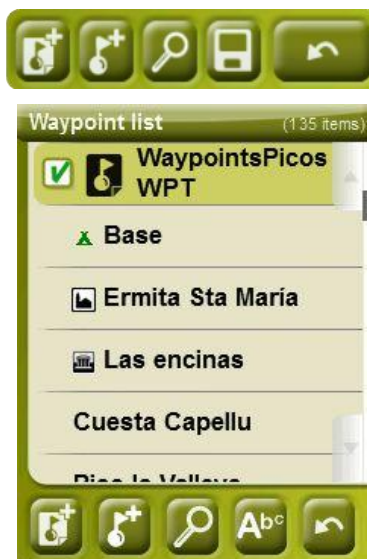 Waypoint list (135 items)
WaypointsPicos
WPT
Base
Ermita Sta María
Las encinas
Cuesta Capellu
Abc